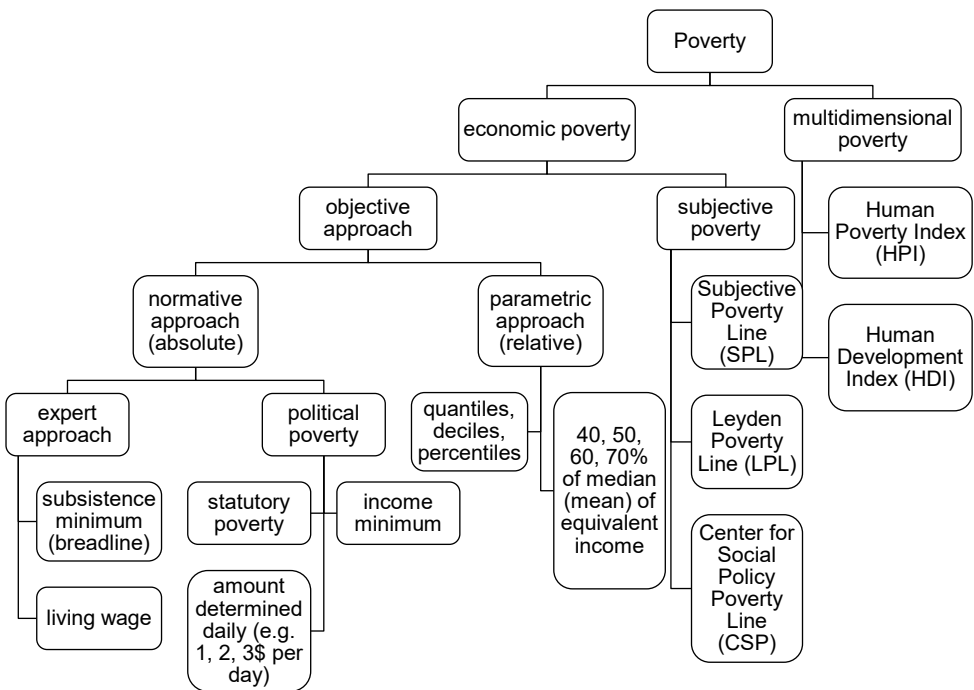 Poverty
economic poverty
multidimensional
poverty
objective
approach
subjective
poverty
Human
Poverty Index
(HPI)
normative
approach
(absolute)
parametric
approach
(relative)
Subjective
Poverty
Line
(SPL)
Human
Development
Index (HDI)
expert
approach
political
poverty
quantiles,
deciles,
percentiles
40, 50,
60, 70%
of median
(mean) of
equivalent
income
Leyden
Poverty
Line (LPL)
subsistence
minimum
(breadline)
statutory
poverty
income
minimum
Center for
Social
Policy
Poverty
Line
(CSP)
living wage
amount
determined
daily (e.g.
1, 2, 3$ per
day)